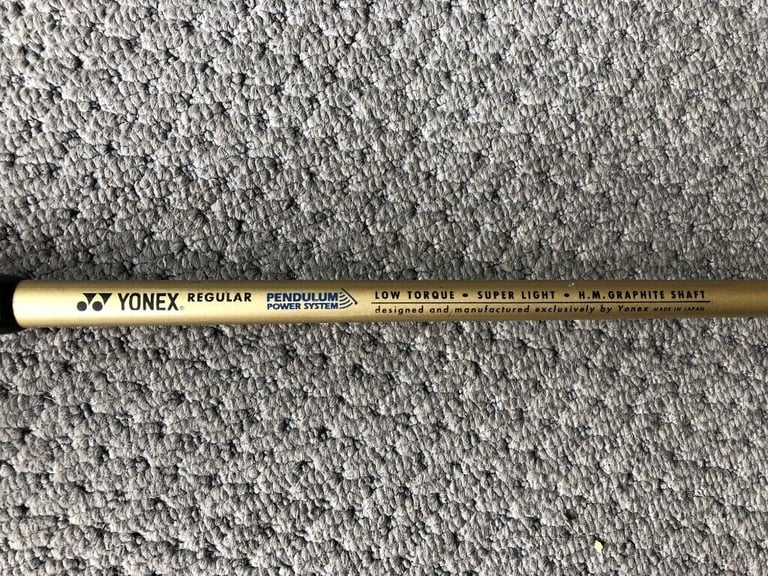 YONEX REGULAR
PENDULUM
POWER SYSTEM
LOW TORQUE • SUPER LIGHT • H.M.GRAPHITE SHAFT
designed and manufactured exclusively by Yonex MADE IN JAPAN